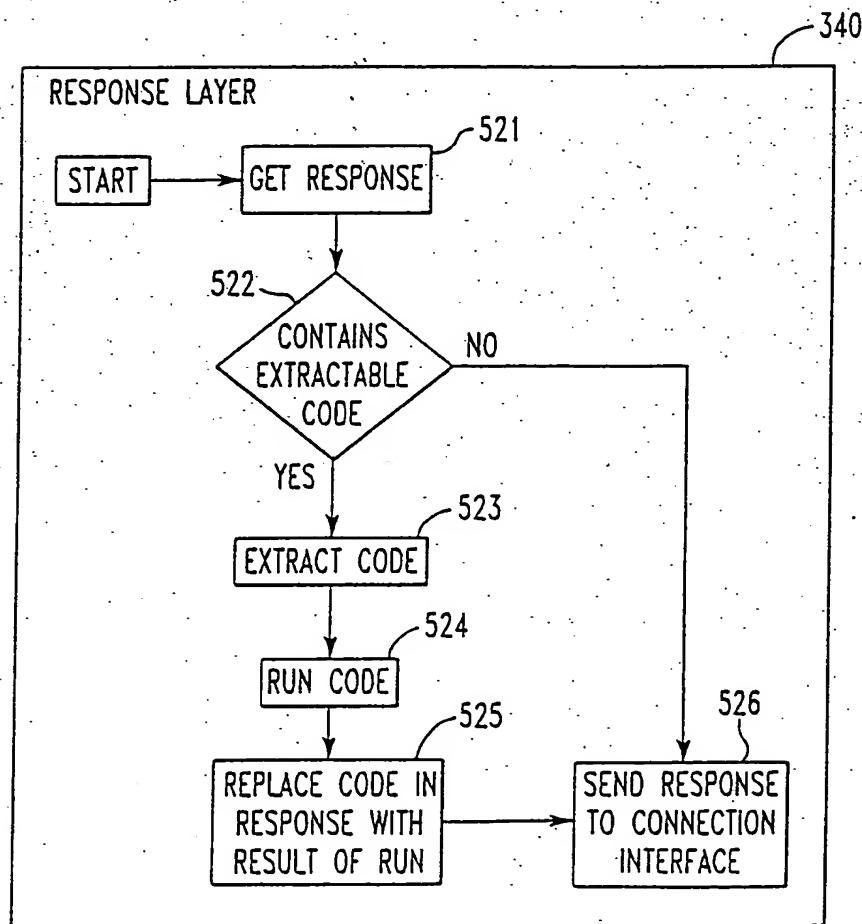 340
RESPONSE LAYER
521
START
GET RESPONSE
522
CONTAINS
EXTRACTABLE
CODE
NO
YES
523
EXTRACT CODE
524
RUN CODE
525
REPLACE CODE IN
RESPONSE WITH
RESULT OF RUN
526
SEND RESPONSE
TO CONNECTION
INTERFACE